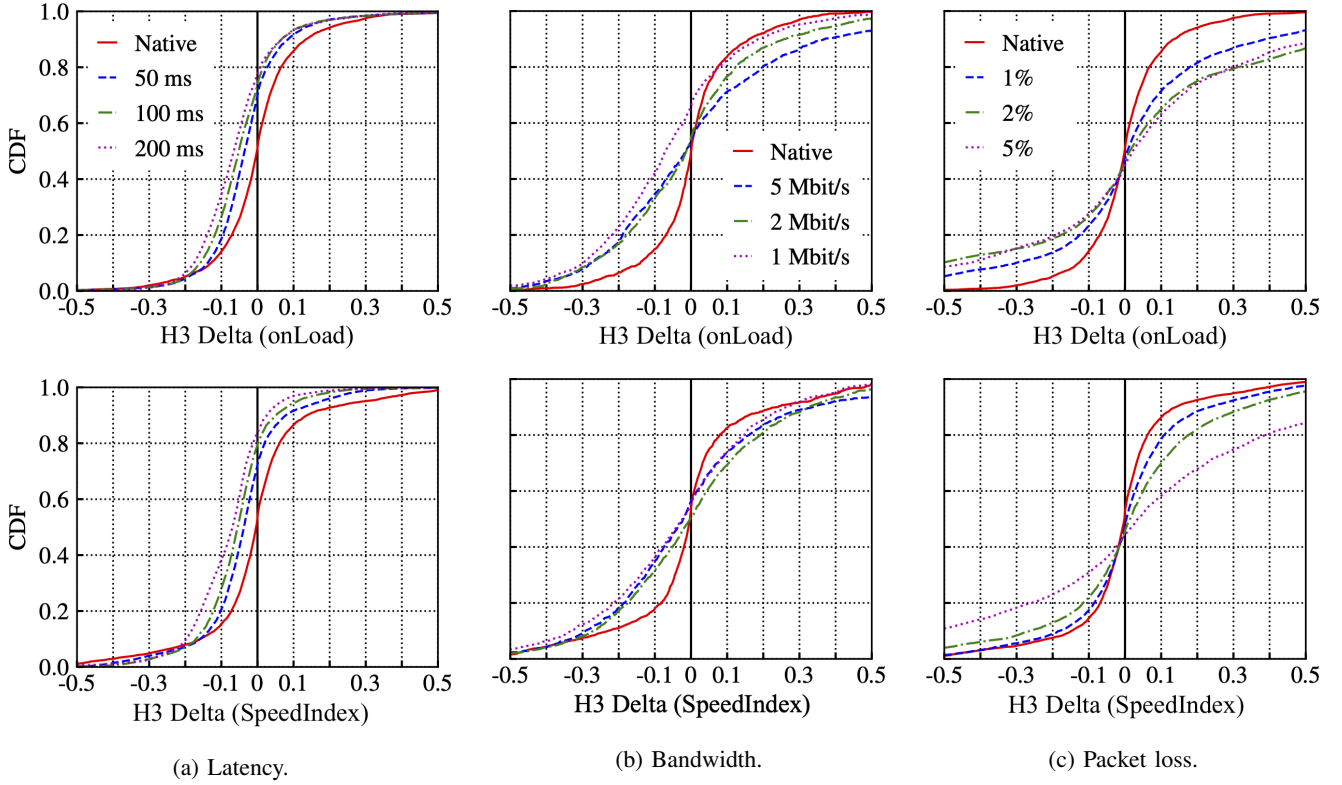 1.0
0.8
0.6
0.4
0.2
0.0
CDF
Native
50 ms
100 ms
200 ms
-0.5 -0.3 -0.1 0 0.1 0.3 0.5
H3 Delta (onLoad)
Native
5 Mbit/s
2 Mbit/s
1 Mbit/s
-0.5 -0.3 -0.1 0 0.1 0.3 0.5
H3 Delta (onLoad)
Native
1%
2%
5%
-0.5 -0.3 -0.1 0 0.1 0.3 0.5
H3 Delta (onLoad)
1.0
0.8
0.6
0.4
0.2
0.0
CDF
-0.5 -0.3 -0.1 0 0.1 0.3 0.5
H3 Delta (SpeedIndex)
-0.5 -0.3 -0.1 0 0.1 0.3 0.5
H3 Delta (SpeedIndex)
-0.5 -0.3 -0.1 0 0.1 0.3 0.5
H3 Delta (SpeedIndex)
(a) Latency.
(b) Bandwidth.
(c) Packet loss.